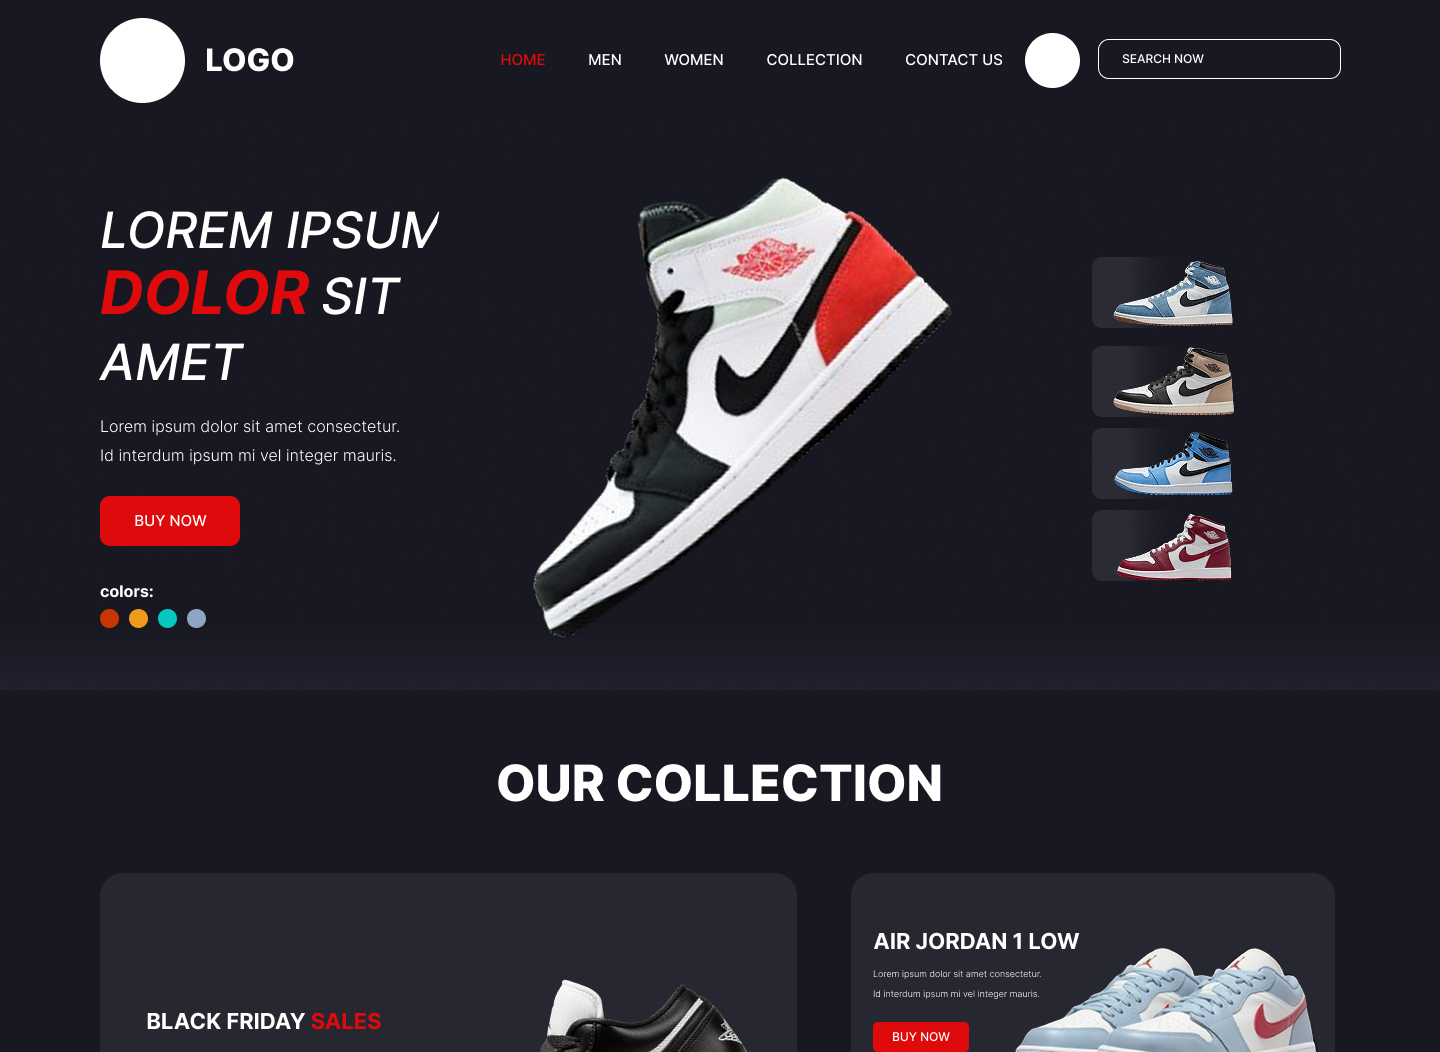 LOGO
HOME MEN WOMEN COLLECTION CONTACT US SEARCH NOW
LOREM IPSUM
DOLOR SIT
AMET
Lorem ipsum dolor sit amet consectetur.
Id interdum ipsum mi vel integer mauris.
BUY NOW
colors:
OUR COLLECTION
BLACK FRIDAY SALES
AIR JORDAN 1 LOW
Lorem ipsum dolor sit amet consectetur.
Id interdum ipsum mi vel integer mauris.
BUY NOW